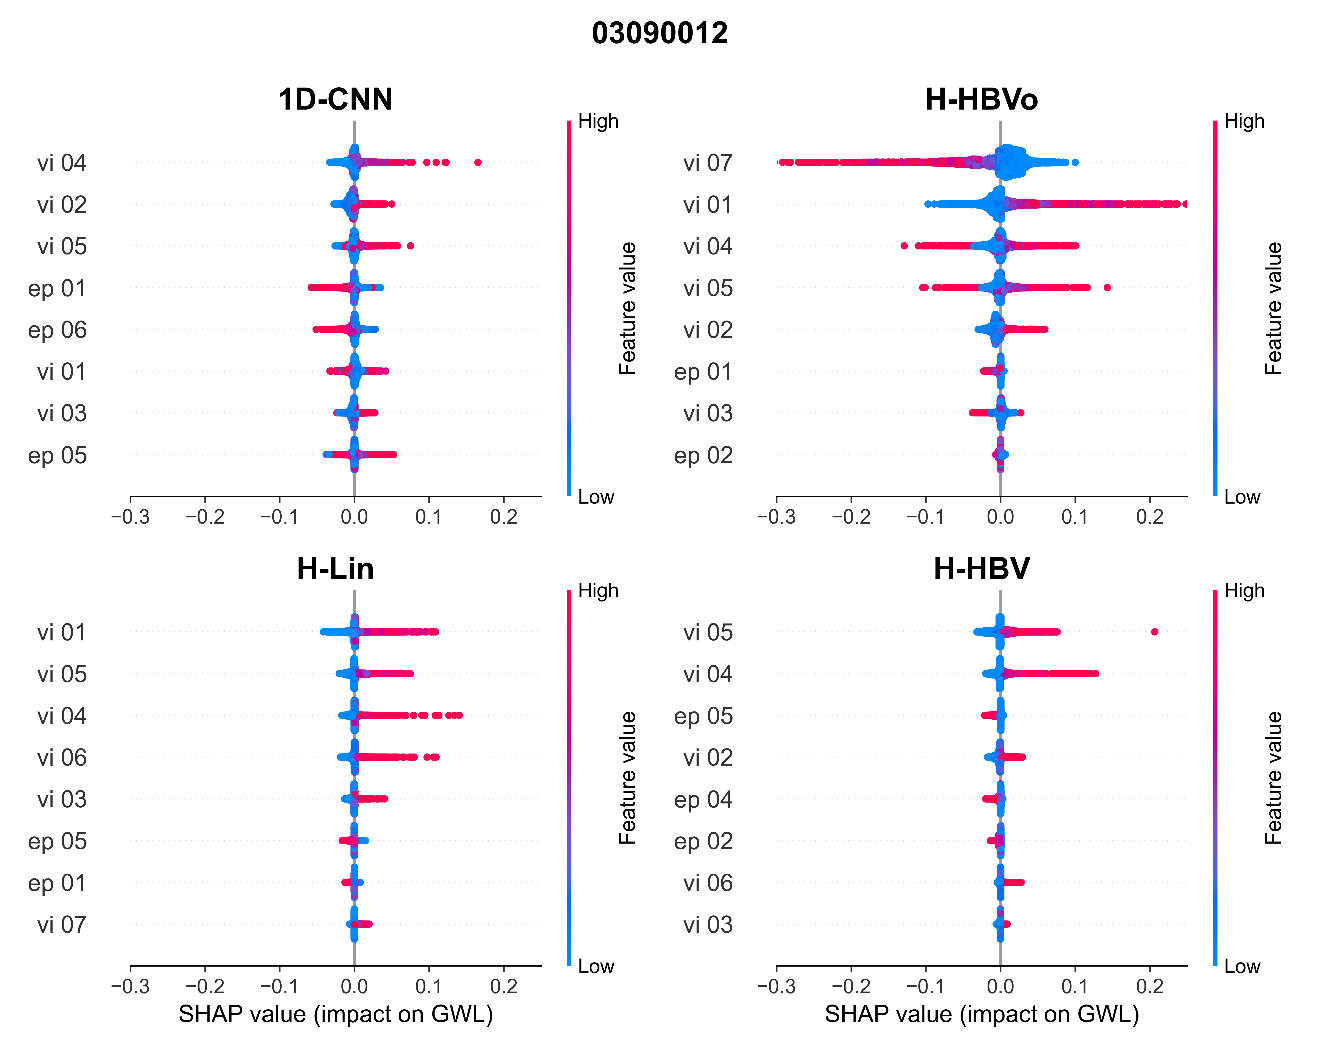 03090012
1D-CNN
High
vi 04
vi 02
vi 05
ep 01
ep 06
vi 01
vi 03
ep 05
Feature value
Low
−0.3 −0.2 −0.1 0.0 0.1 0.2
H-HBVo
High
vi 07
vi 01
vi 04
vi 05
vi 02
ep 01
vi 03
ep 02
Feature value
Low
−0.3 −0.2 −0.1 0.0 0.1 0.2
H-Lin
High
vi 01
vi 05
vi 04
vi 06
vi 03
ep 05
ep 01
vi 07
Feature value
Low
−0.3 −0.2 −0.1 0.0 0.1 0.2
SHAP value (impact on GWL)
H-HBV
High
vi 05
vi 04
ep 05
vi 02
ep 04
ep 02
vi 06
vi 03
Feature value
Low
−0.3 −0.2 −0.1 0.0 0.1 0.2
SHAP value (impact on GWL)